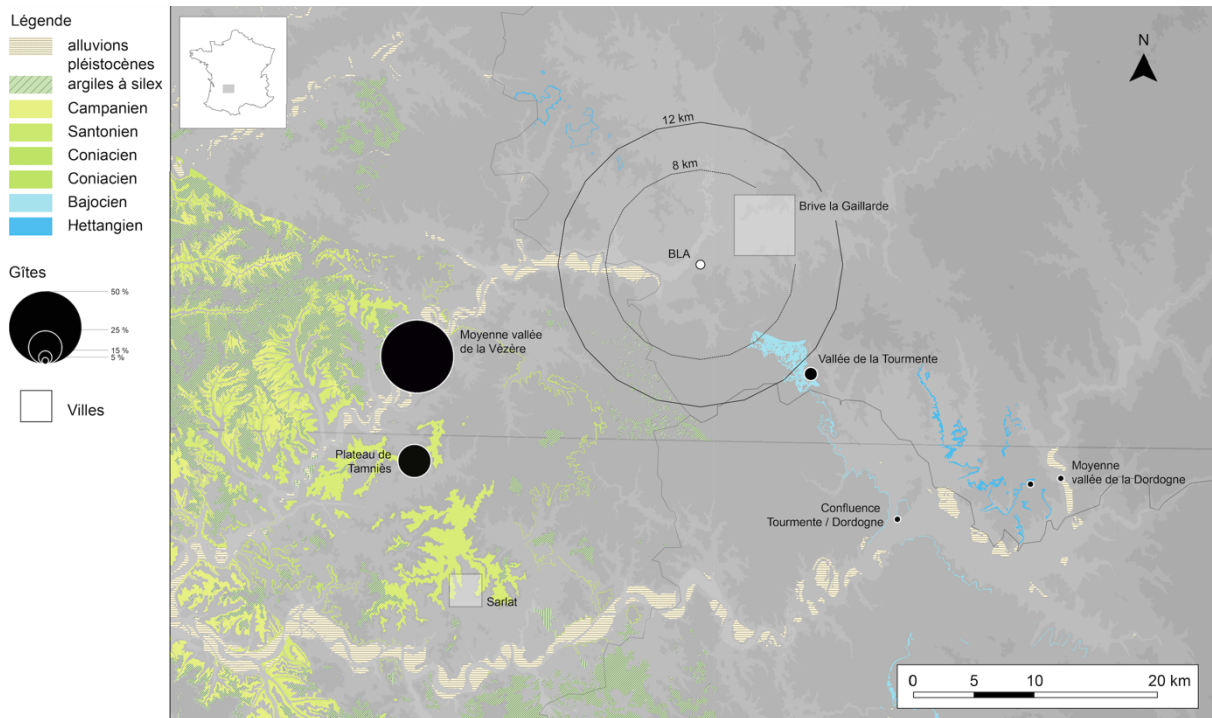 Légende
alluvions
pléistocènes
argiles à silex
Campanien
Santonien
Coniacien
Coniacien
Bajocien
Hettangien
Gîtes
50 %
25 %
15 %
5 %
Villes
N
12 km
8 km
Brive la Gaillarde
BLA
Moyenne vallée
de la Vézère
Vallée de la Tourmente
Plateau de
Tamniès
Moyenne
vallée de la Dordogne
Confluence
Tourmente / Dordogne
Sarlat
0 5 10 20 km